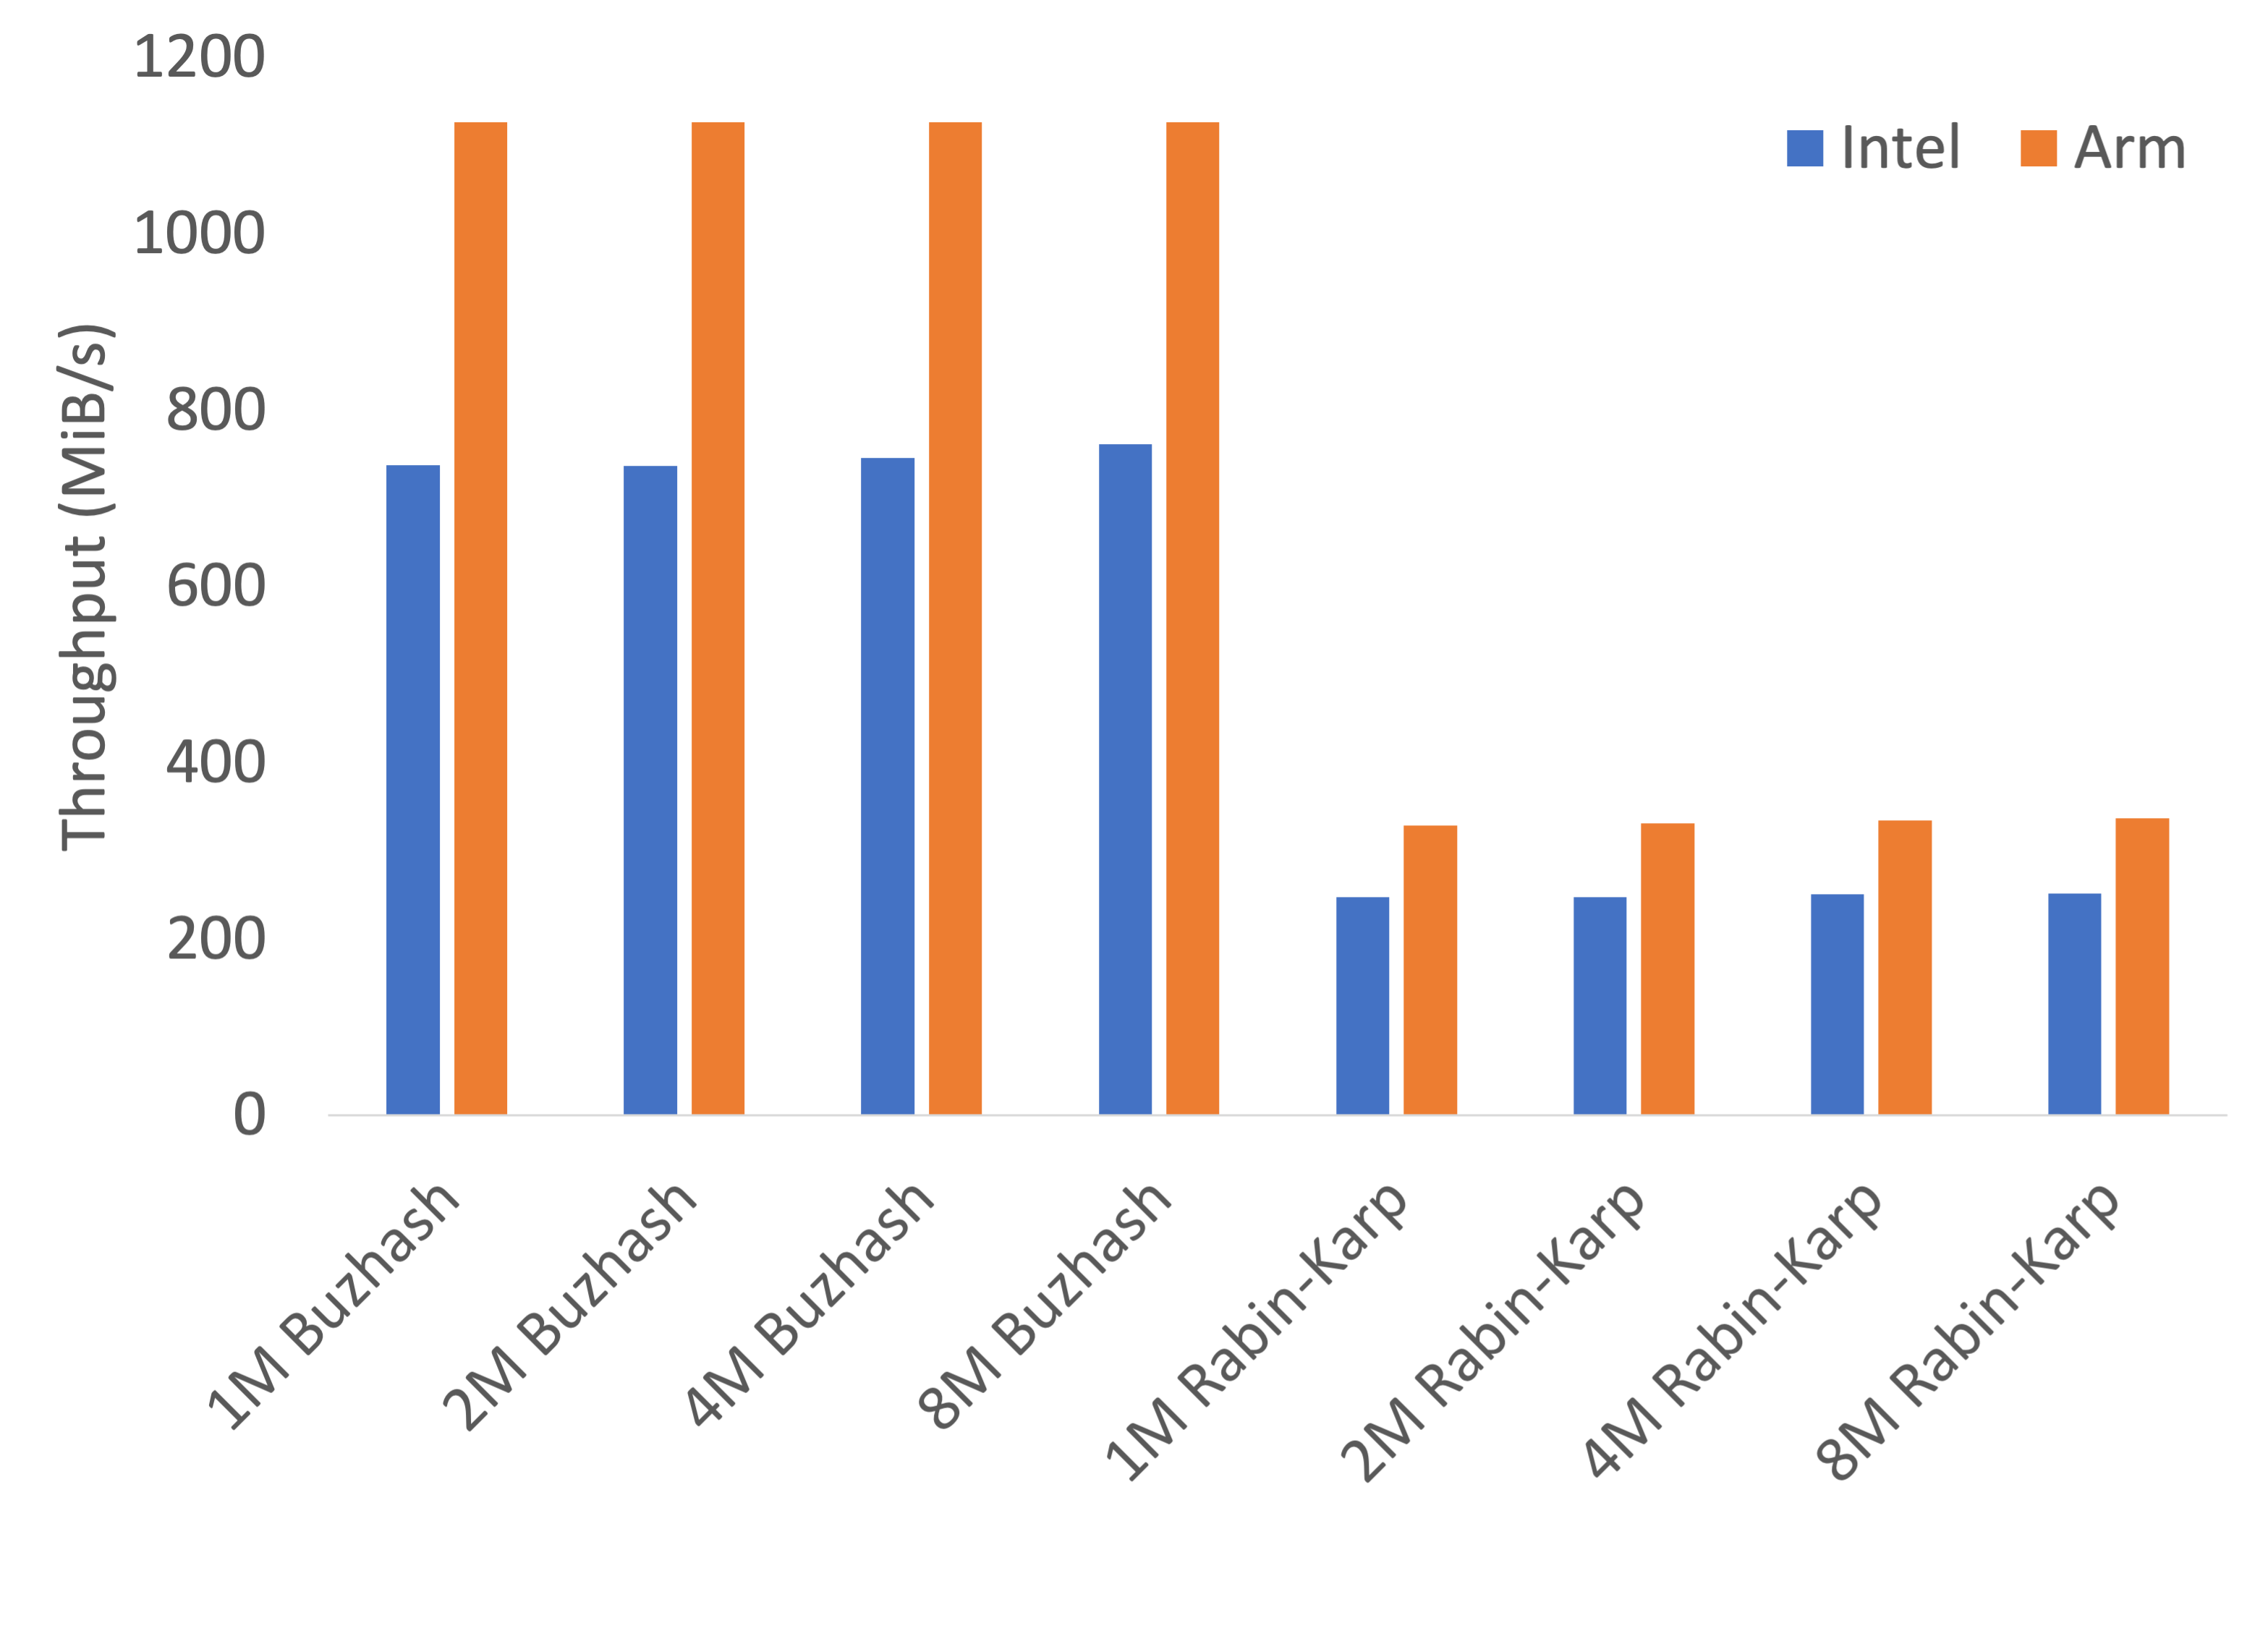 1200
1000
800
600
400
200
0
Throughput (MiiB/s)
Intel
Arm
1M Buzhash
2M Buzhash
4M Buzhash
8M Buzhash
1M Rabin-Karp
2M Rabin-Karp
4M Rabin-Karp
8M Rabin-Karp